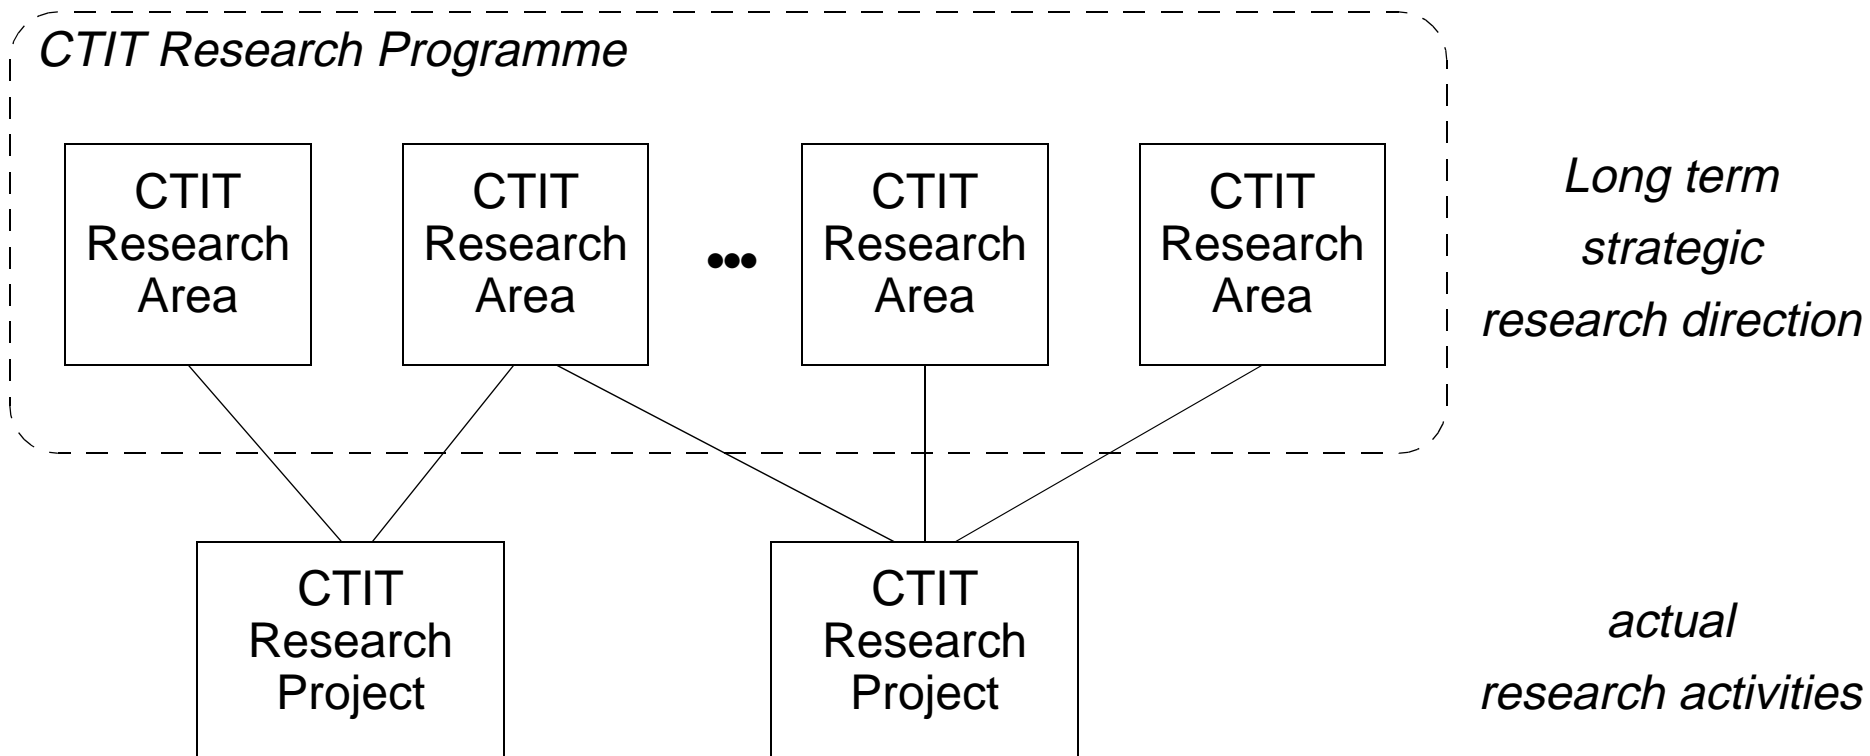 CTIT Research Programme
CTIT
Research
Area
CTIT
Research
Area
•••
CTIT
Research
Area
CTIT
Research
Area
Long term
strategic
research direction
CTIT
Research
Project
CTIT
Research
Project
actual
research activities